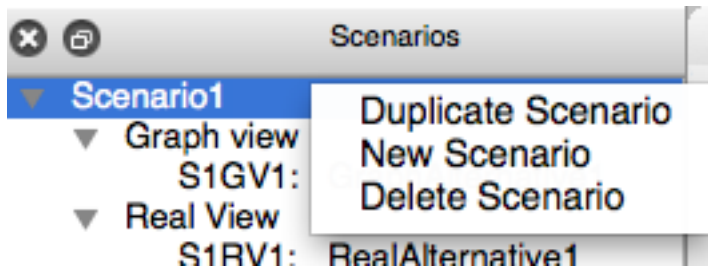 Scenarios
Scenario1
Duplicate Scenario
New Scenario
Delete Scenario
Graph view
S1GV1:
Real View
S1RV1: RealAlternative1